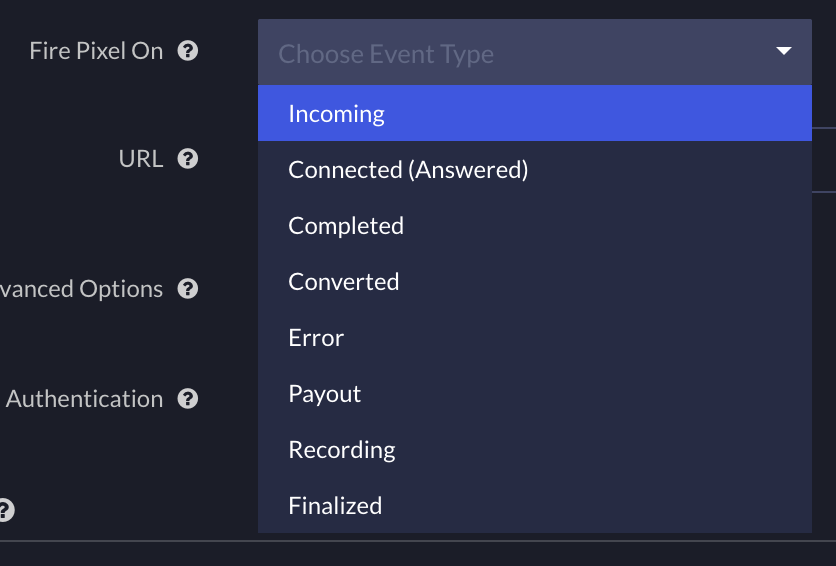 Fire Pixel On ?
Choose Event Type
Incoming
URL ?
Connected (Answered)
Completed
Converted
vanced Options ?
Error
Authentication ?
Payout
Recording
Finalized
?